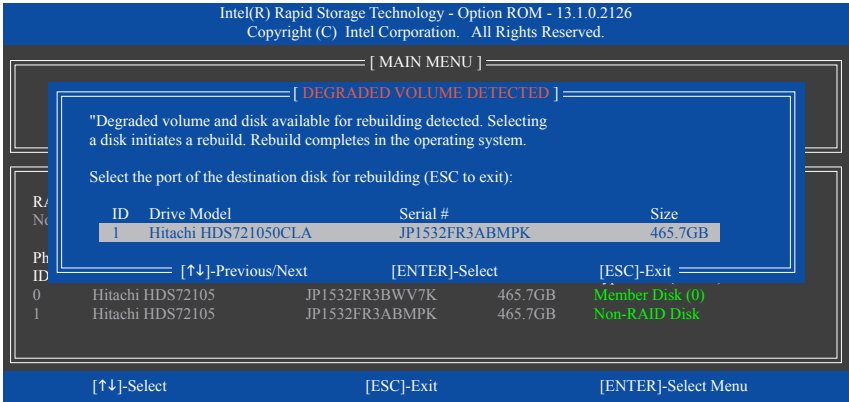 Intel(R) Rapid Storage Technology - Option ROM - 13.1.0.2126
Copyright (C) Intel Corporation. All Rights Reserved.
[ MAIN MENU ]
[ DEGRADED VOLUME DETECTED ]
"Degraded volume and disk available for rebuilding detected. Selecting
a disk initiates a rebuild. Rebuild completes in the operating system.
Select the port of the destination disk for rebuilding (ESC to exit):
ID Drive Model Serial # Size
1 Hitachi HDS721050CLA JP1532FR3ABMPK 465.7GB
[↑↓]-Previous/Next [ENTER]-Select [ESC]-Exit
ID
0 Hitachi HDS72105 JP1532FR3BWV7K 465.7GB Member Disk (0)
1 Hitachi HDS72105 JP1532FR3ABMPK 465.7GB Non-RAID Disk
[↑↓]-Select [ESC]-Exit [ENTER]-Select Menu